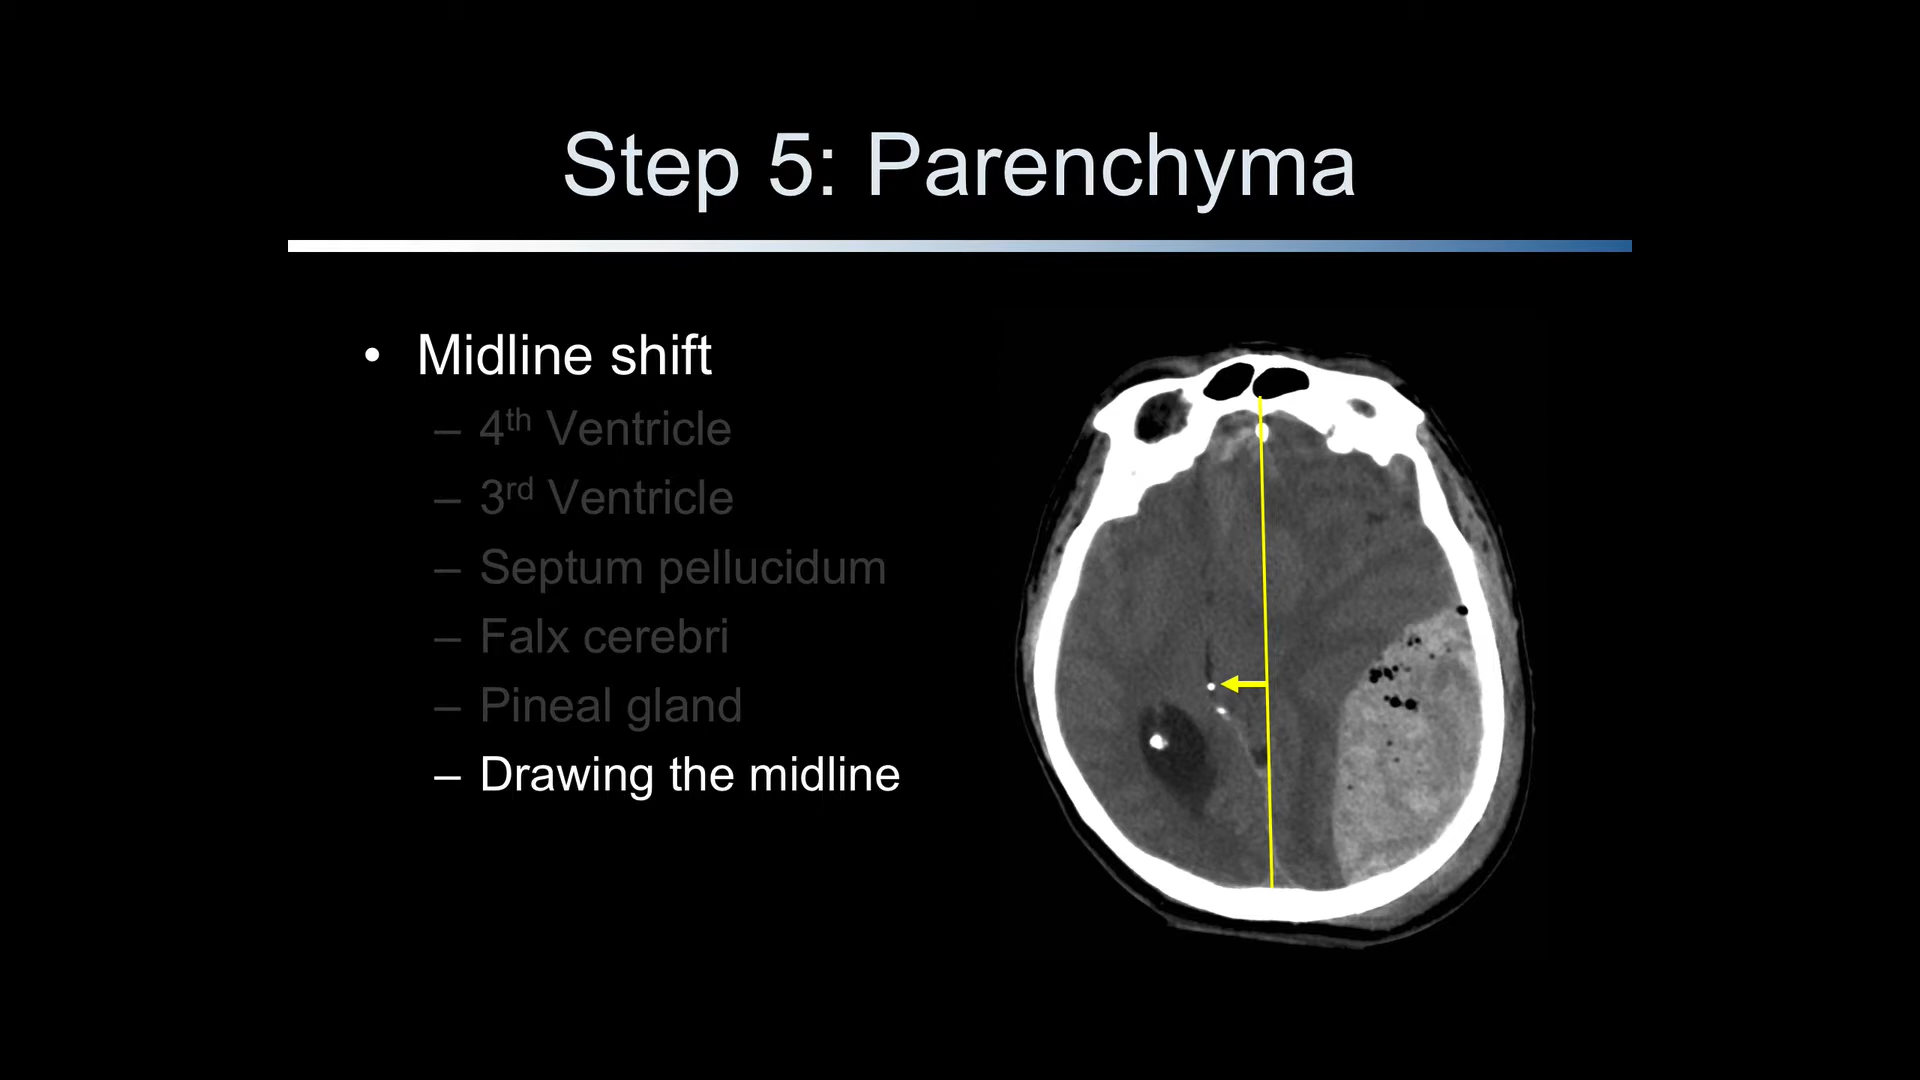 Step 5: Parenchyma
• Midline shift
– 4th Ventricle
– 3rd Ventricle
– Septum pellucidum
– Falx cerebri
– Pineal gland
– Drawing the midline